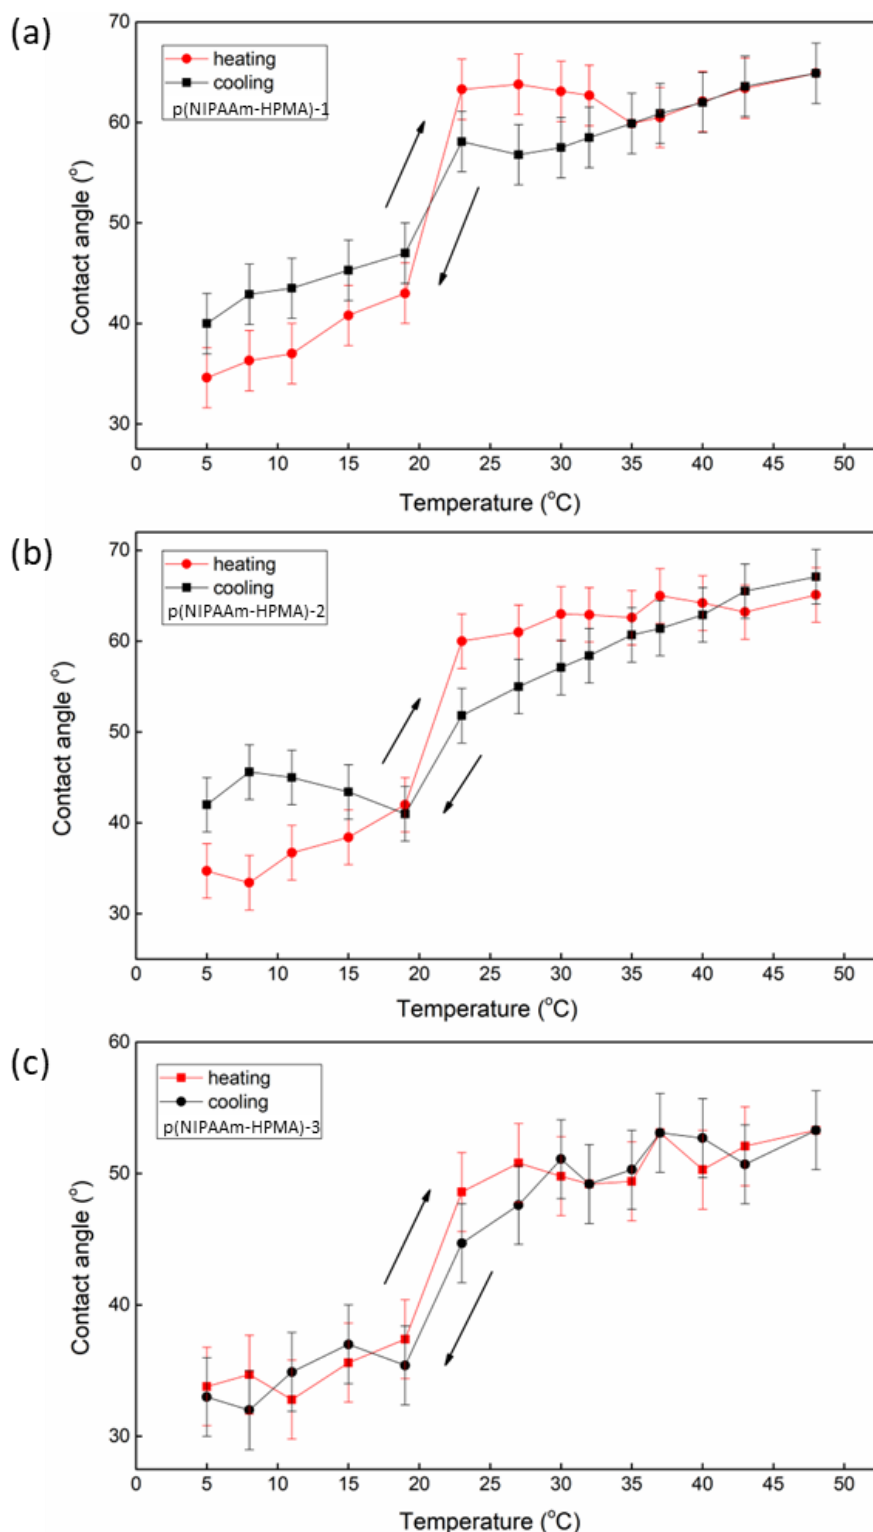 (a)
70
60
50
40
30
Contact angle (°)
heating
cooling
p(NIPAAm-HPMA)-1
0 5 10 15 20 25 30 35 40 45 50
Temperature (°C)
(b)
70
60
50
40
30
Contact angle (°)
heating
cooling
p(NIPAAm-HPMA)-2
0 5 10 15 20 25 30 35 40 45 50
Temperature (°C)
(c)
60
50
40
30
Contact angle (°)
heating
cooling
p(NIPAAm-HPMA)-3
0 5 10 15 20 25 30 35 40 45 50
Temperature (°C)